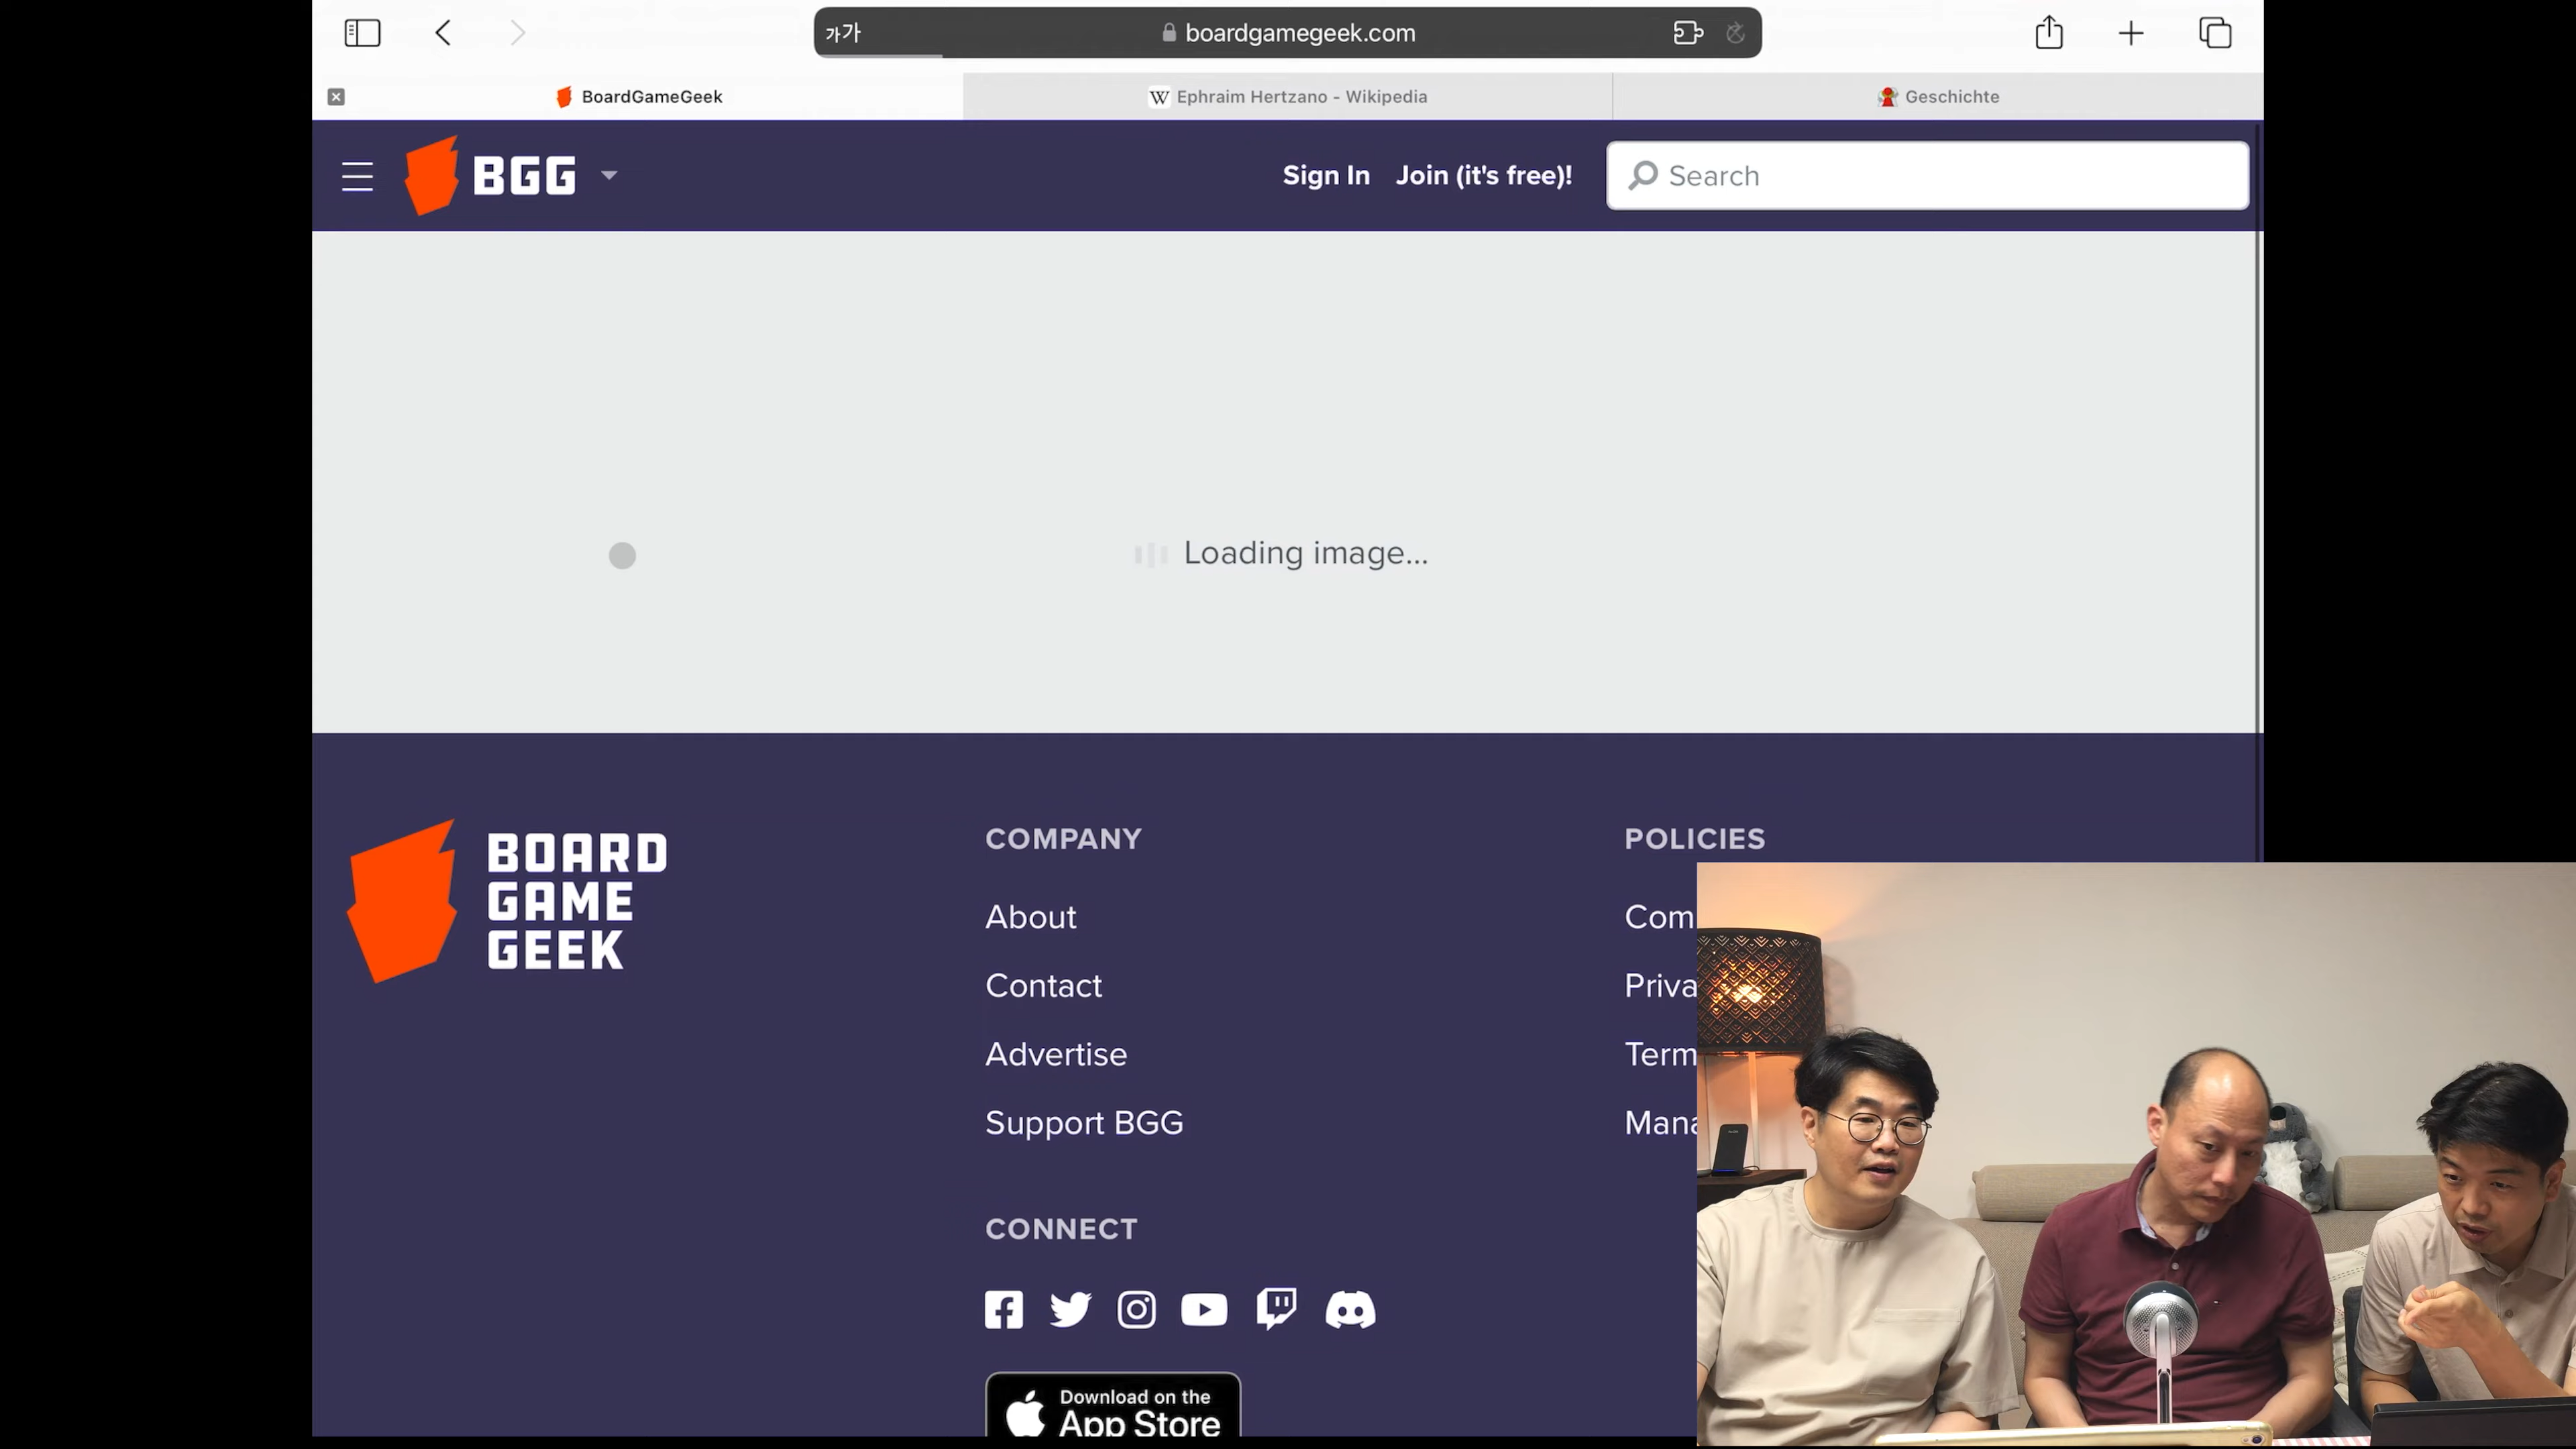 가가
boardgamegeek.com
BoardGameGeek
Ephraim Hertzano - Wikipedia
Geschichte
BGG
Sign In
Join (it's free)!
Search
Loading image...
BOARD
GAME
GEEK
COMPANY
About
Contact
Advertise
Support BGG
CONNECT
Download on the
App Store
POLICIES
Com
Priva
Term
Mana